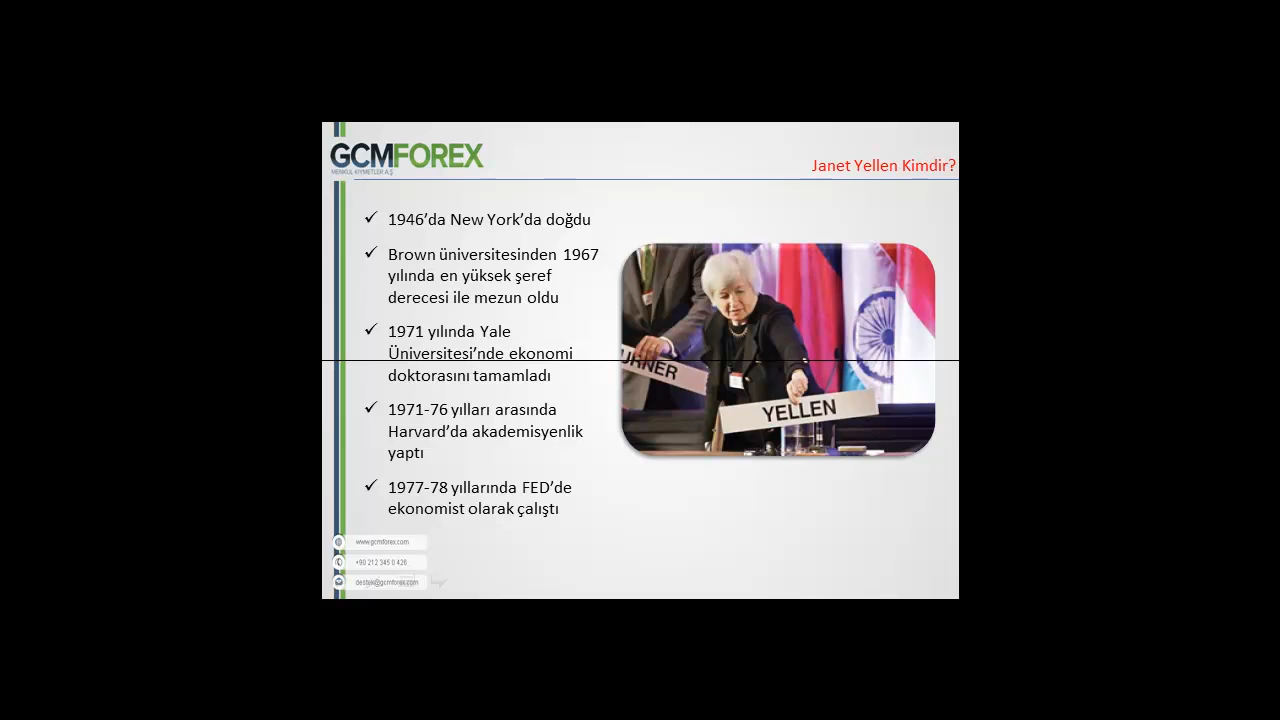 GCMFOREX
MENKUL KIYMETLER A.Ş
Janet Yellen Kimdir?
✓ 1946’da New York’da doğdu
✓ Brown üniversitesinden 1967
yılında en yüksek şeref
derecesi ile mezun oldu
✓ 1971 yılında Yale
Üniversitesi’nde ekonomi
doktorasını tamamladı
✓ 1971-76 yılları arasında
Harvard’da akademisyenlik
yaptı
✓ 1977-78 yıllarında FED’de
ekonomist olarak çalıştı
URNER
YELLEN
www.gcmforex.com
+90 212 345 0 426
destek@gcmforex.com